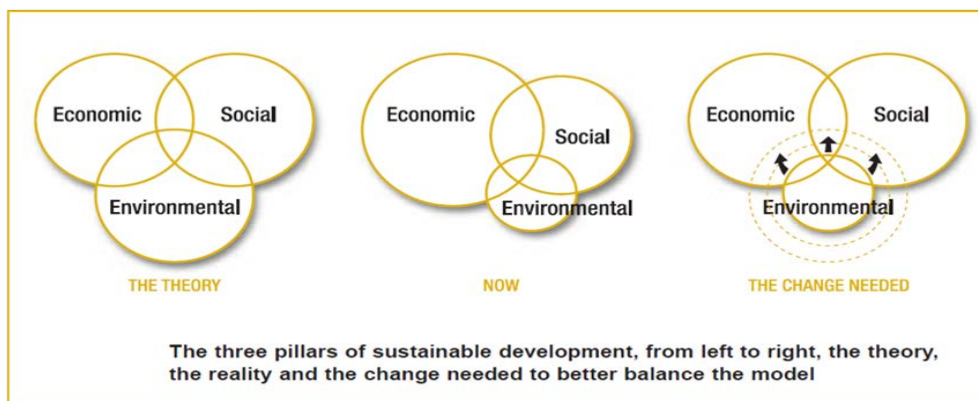 Economic
Social
Environmental
THE THEORY
Economic
Social
Environmental
NOW
Economic
Social
Environmental
THE CHANGE NEEDED
The three pillars of sustainable development, from left to right, the theory,
the reality and the change needed to better balance the model